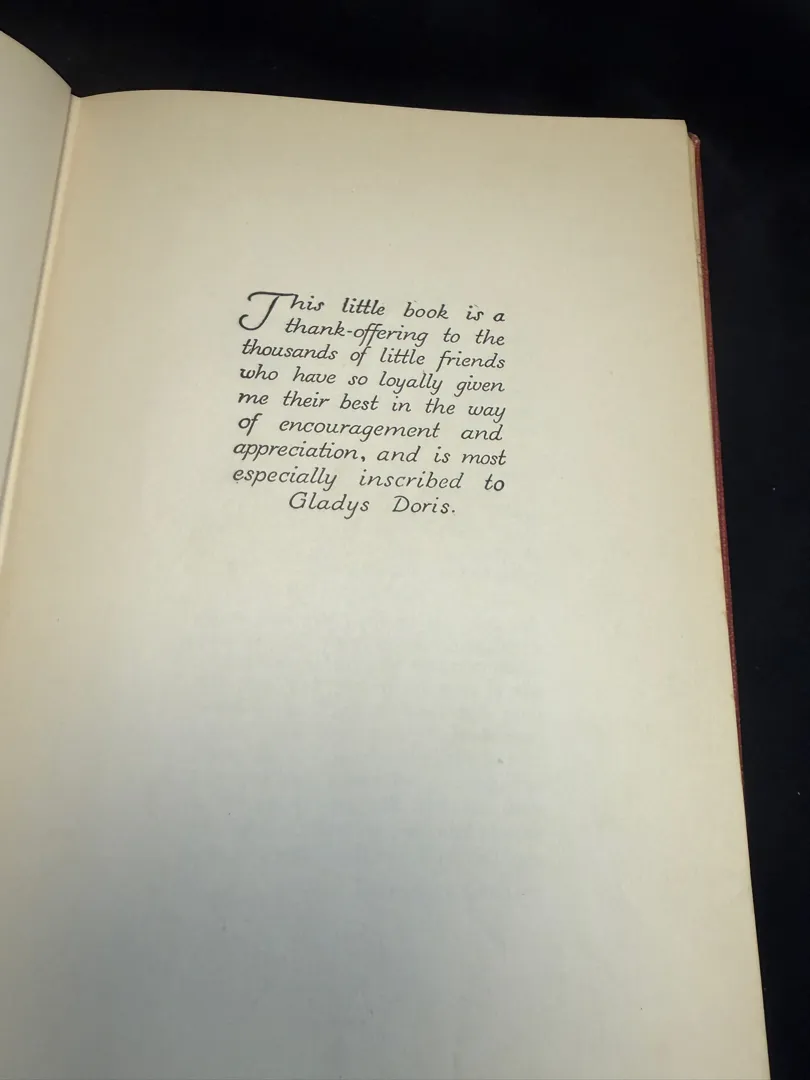 This little book is a
thank-offering to the
thousands of little friends
who have so loyally given
me their best in the way
of encouragement and
appreciation, and is most
especially inscribed to
Gladys Doris.